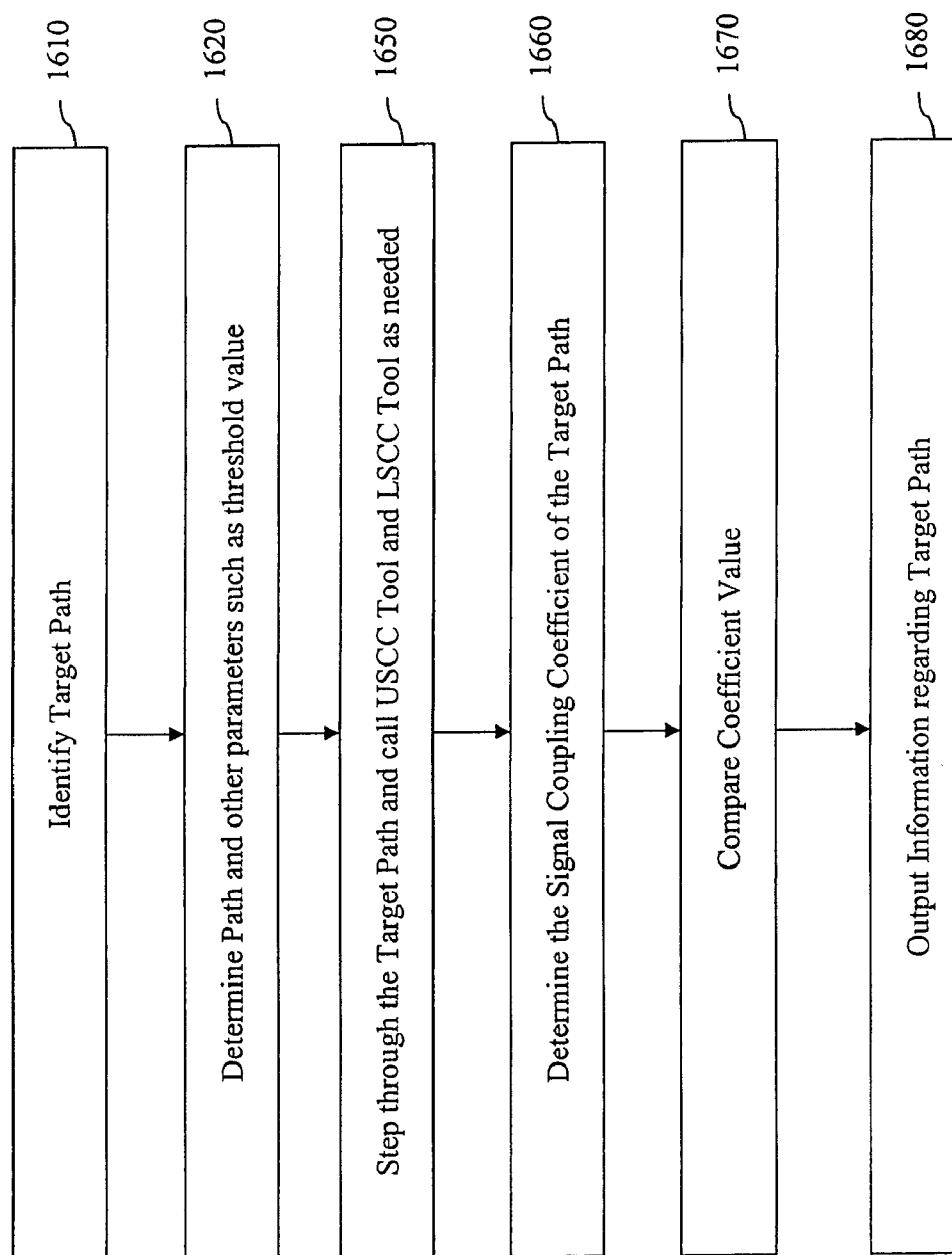 Identify Target Path
1610
Determine Path and other parameters such as threshold value
1620
Step through the Target Path and call USCC Tool and LSCC Tool as needed
1650
Determine the Signal Coupling Coefficient of the Target Path
1660
Compare Coefficient Value
1670
Output Information regarding Target Path
1680